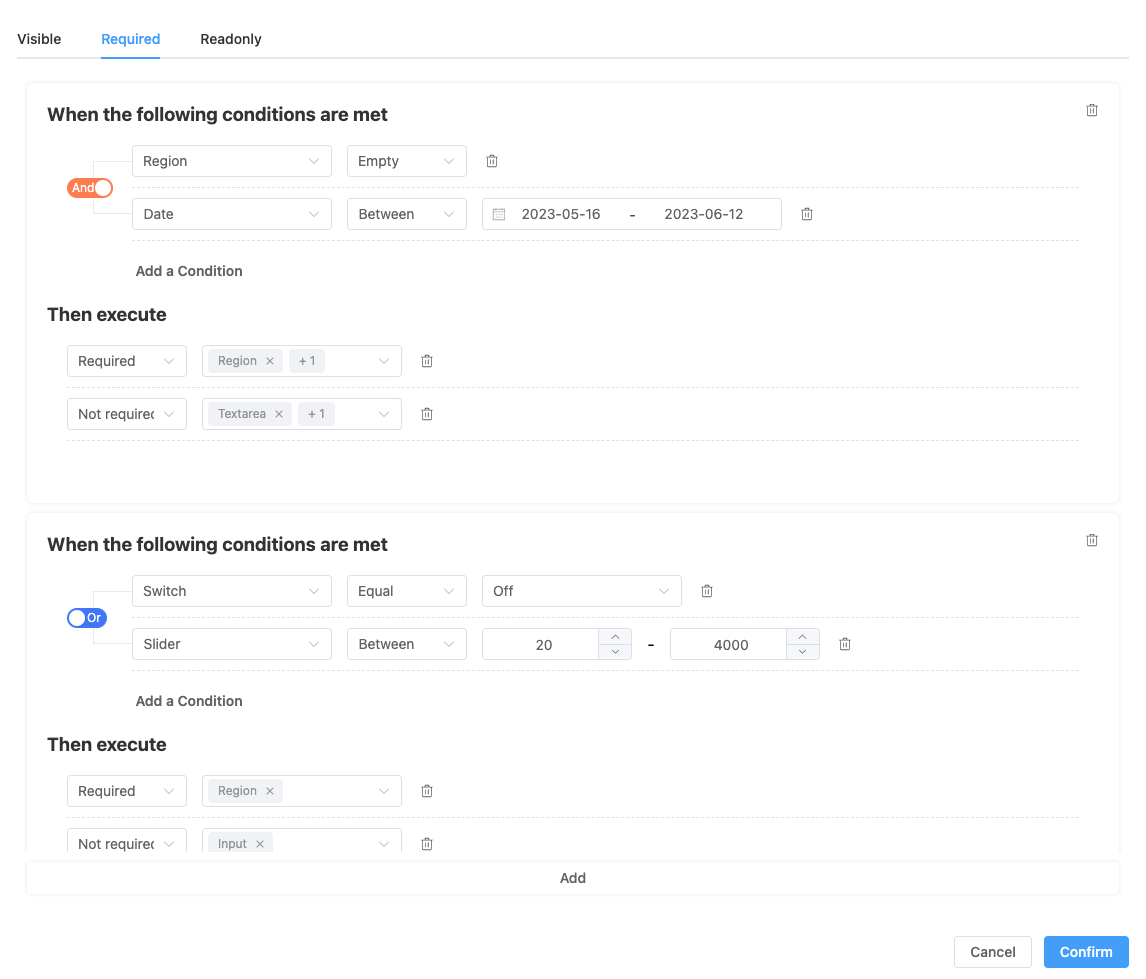 Visible Required Readonly
When the following conditions are met
Region Empty
And
Date Between 2023-05-16 - 2023-06-12
Add a Condition
Then execute
Required Region × + 1
Not required Textarea × + 1
When the following conditions are met
Switch Equal Off
Or
Slider Between 20 - 4000
Add a Condition
Then execute
Required Region ×
Not required Input ×
Add
Cancel Confirm